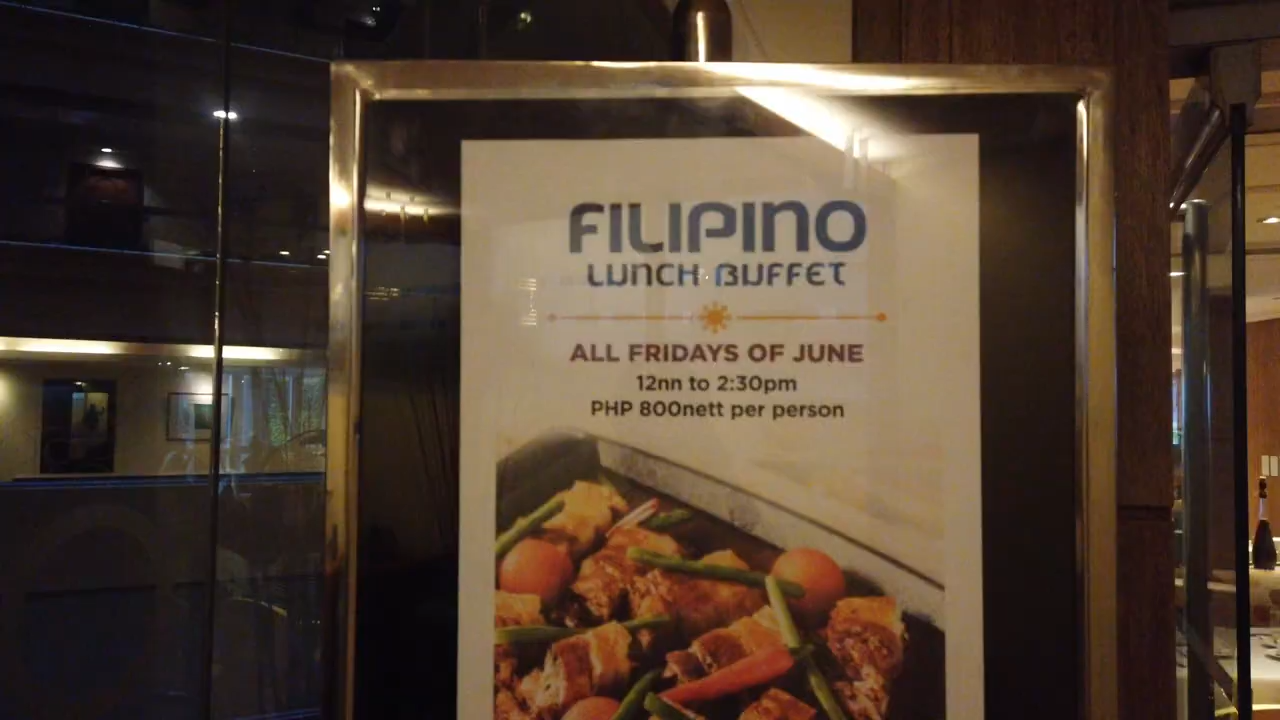 FILIPINO
LUNCH BUFFET
ALL FRIDAYS OF JUNE
12nn to 2:30pm
PHP 800nett per person